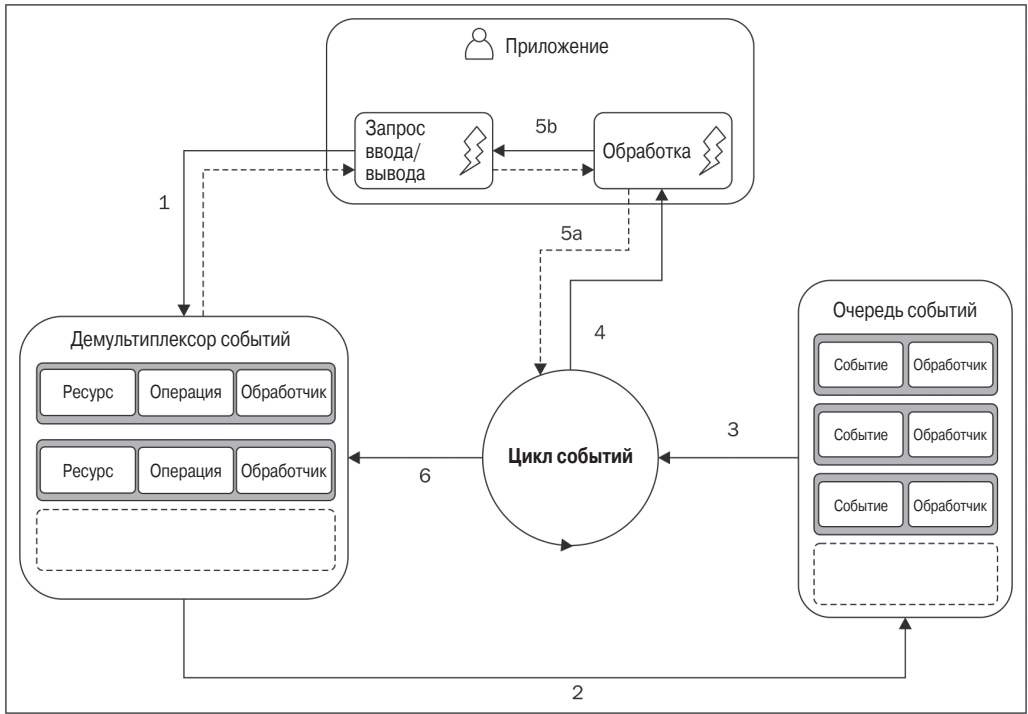 Приложение
Запрос
ввода/
вывода
5b
Обработка
1
5a
4
Демультиплексор событий
Ресурс Операция Обработчик
Ресурс Операция Обработчик
6
Цикл событий
3
Очередь событий
Событие Обработчик
Событие Обработчик
Событие Обработчик
2